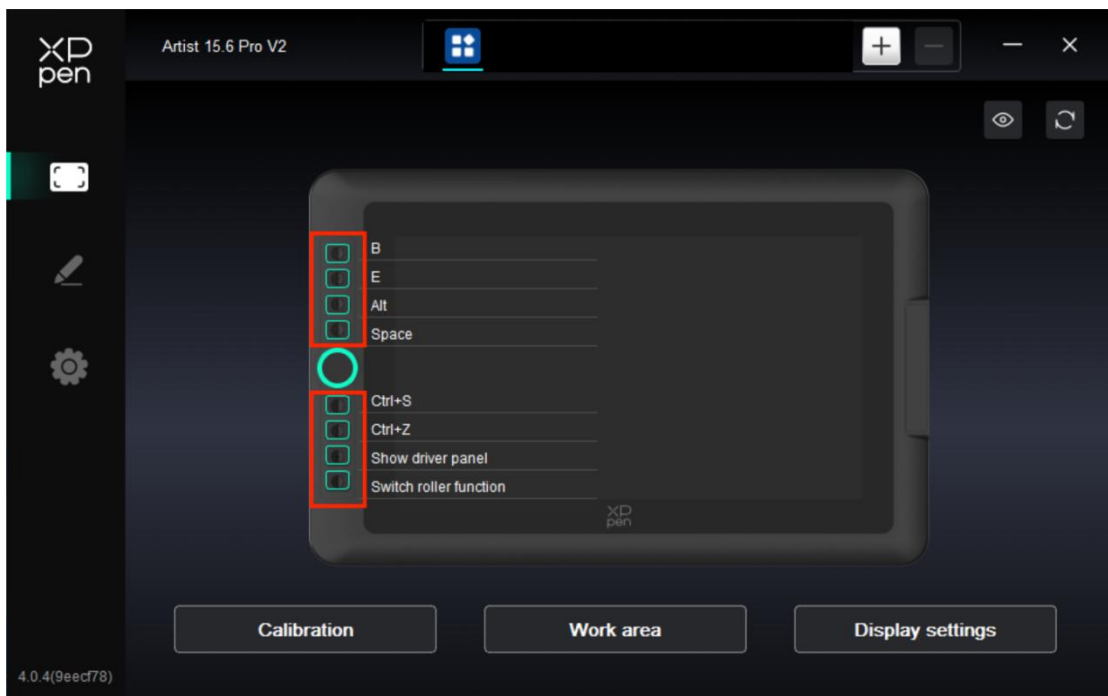 XP
pen
Artist 15.6 Pro V2
B
E
Alt
Space
Ctrl+S
Ctrl+Z
Show driver panel
Switch roller function
XP
pen
Calibration
Work area
Display settings
4.0.4(9eecf78)